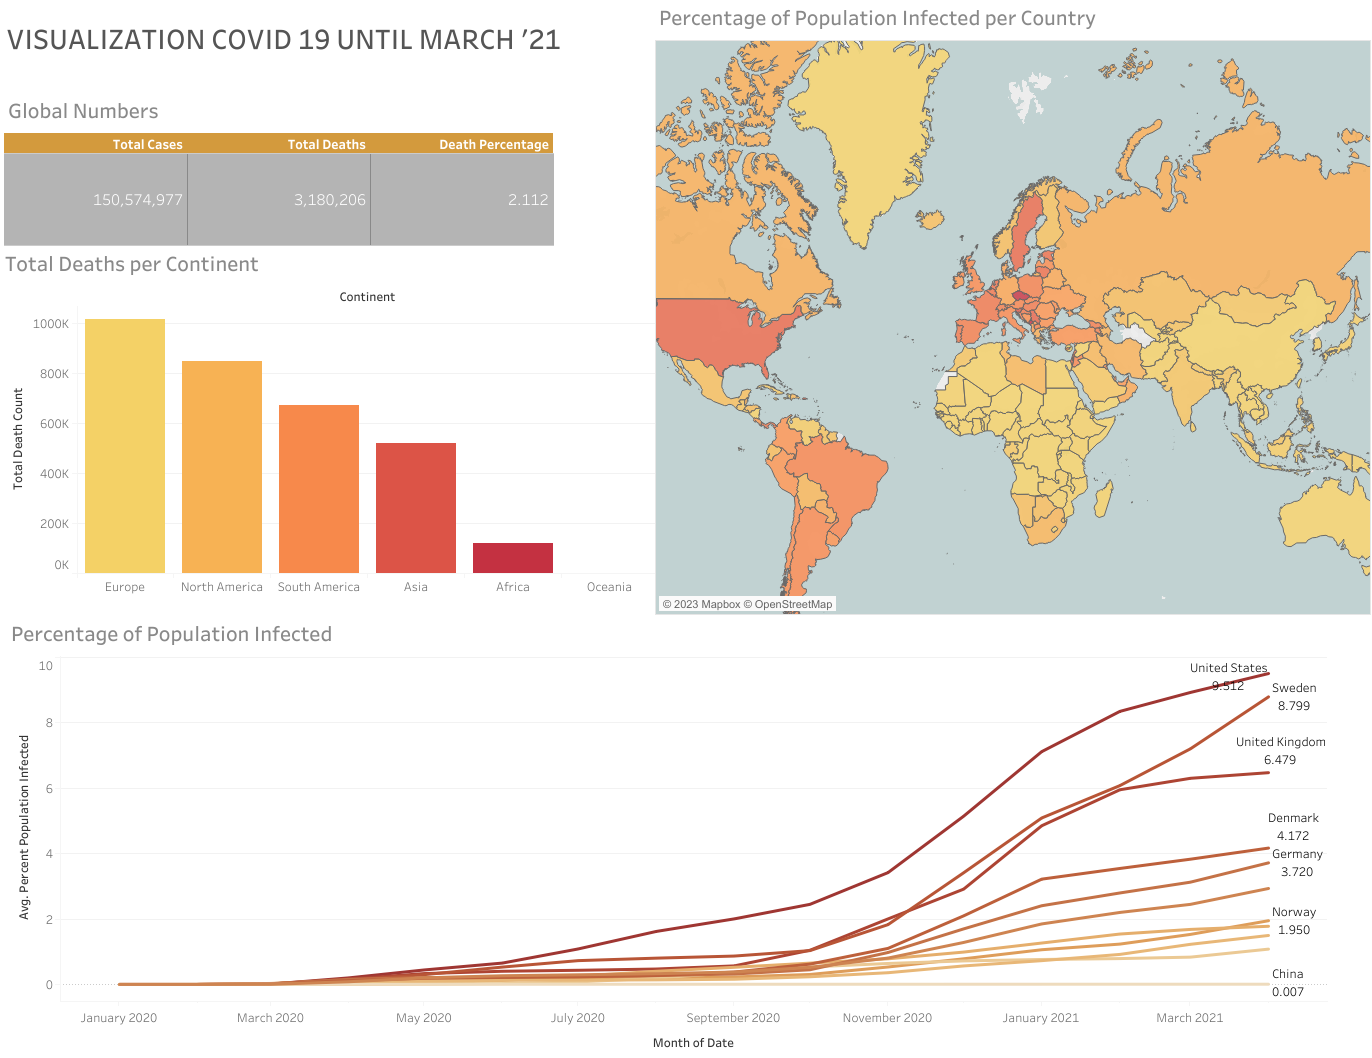 VISUALIZATION COVID 19 UNTIL MARCH '21
Global Numbers
Total Cases Total Deaths Death Percentage
150,574,977 3,180,206 2.112
Total Deaths per Continent
Continent
Total Death Count
1000K
800K
600K
400K
200K
0K
Europe North America South America Asia Africa Oceania
Percentage of Population Infected per Country
© 2023 Mapbox © OpenStreetMap
Percentage of Population Infected
Avg. Percent Population Infected
10
8
6
4
2
0
United States
9.512
Sweden
8.799
United Kingdom
6.479
Denmark
4.172
Germany
3.720
Norway
1.950
China
0.007
January 2020 March 2020 May 2020 July 2020 September 2020 November 2020 January 2021 March 2021
Month of Date